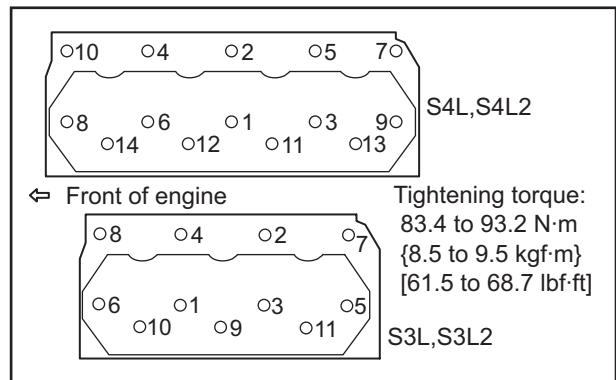 10 4 2 5 7
8 6 1 3 9
14 12 11 13
S4L,S4L2
⇦ Front of engine
Tightening torque:
83.4 to 93.2 N·m
{8.5 to 9.5 kgf·m}
[61.5 to 68.7 lbf·ft]
8 4 2 7
6 1 3 5
10 9 11
S3L,S3L2